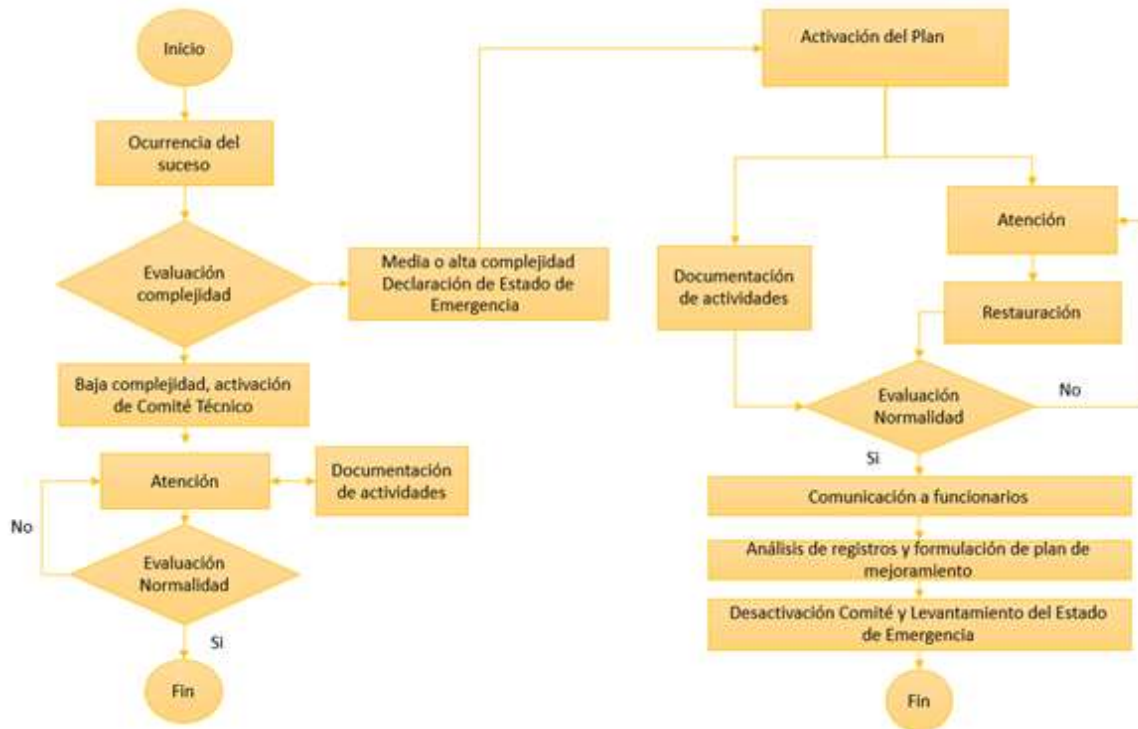 Inicio
Ocurrencia del
suceso
Evaluación
complejidad
Media o alta complejidad
Declaración de Estado de
Emergencia
Baja complejidad, activación
de Comité Técnico
Atención
Documentación
de actividades
No
Evaluación
Normalidad
Si
Fin
Activación del Plan
Documentación
de actividades
Atención
Restauración
Evaluación
Normalidad
No
Si
Comunicación a funcionarios
Análisis de registros y formulación de plan de
mejoramiento
Desactivación Comité y Levantamiento del Estado
de Emergencia
Fin